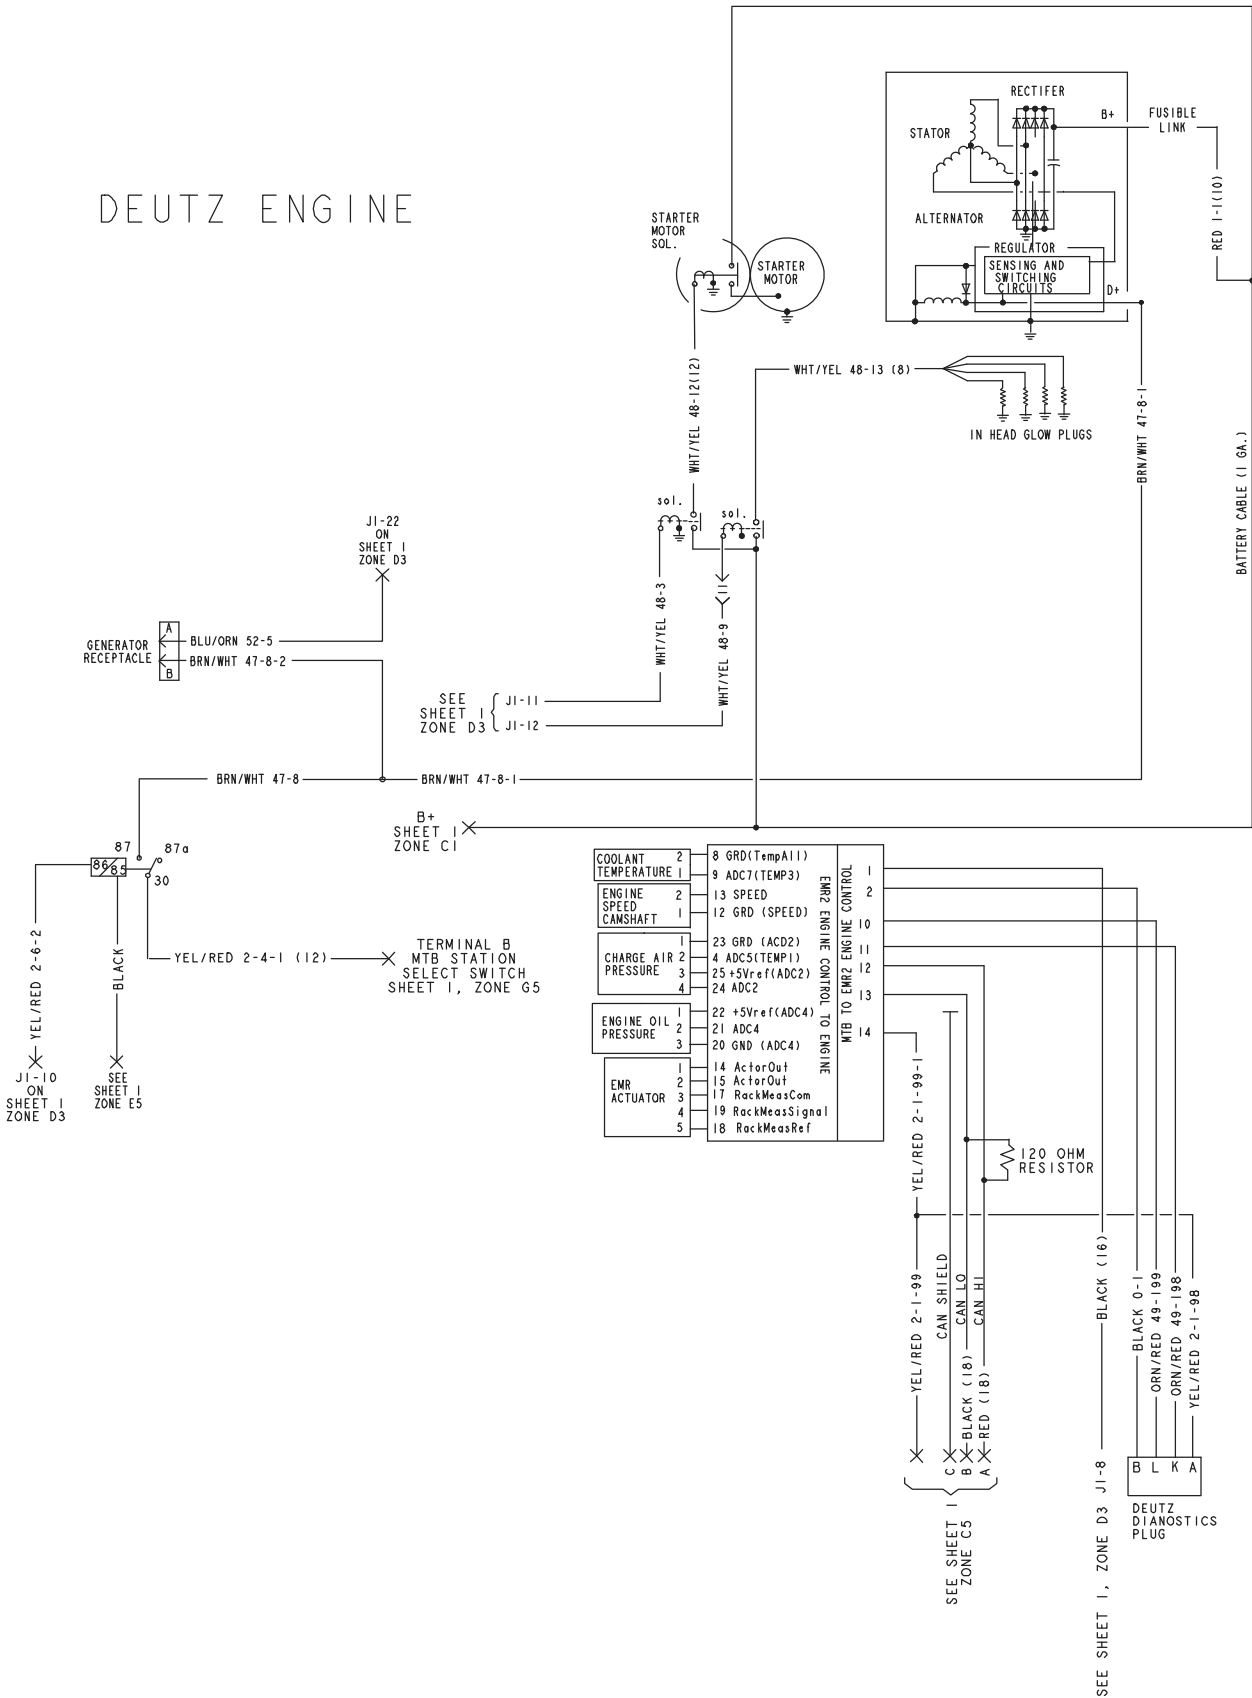 DEUTZ ENGINE
RECTIFER
B+
FUSIBLE
LINK
STATOR
ALTERNATOR
RED 1-1(10)
REGULATOR
SENSING AND
SWITCHING
CIRCUITS
D+
STARTER
MOTOR
SOL.
STARTER
MOTOR
WHT/YEL 48-12(12)
WHT/YEL 48-13 (8)
IN HEAD GLOW PLUGS
BRN/WHT 47-8-1
BATTERY CABLE (1 GA.)
sol.
sol.
J1-22
ON
SHEET 1
ZONE D3
WHT/YEL 48-3
WHT/YEL 48-9
GENERATOR
RECEPTACLE
A
B
BLU/ORN 52-5
BRN/WHT 47-8-2
SEE
SHEET 1
ZONE D3
J1-11
J1-12
BRN/WHT 47-8
BRN/WHT 47-8-1
B+
SHEET 1
ZONE C1
87
87a
86
85
30
YEL/RED 2-6-2
BLACK
YEL/RED 2-4-1 (12)
TERMINAL B
MTB STATION
SELECT SWITCH
SHEET 1, ZONE G5
J1-10
ON
SHEET 1
ZONE D3
SEE
SHEET 1
ZONE E5
COOLANT
TEMPERATURE
2
1
8 GRD(TempAll)
9 ADC7(TEMP3)
ENGINE
SPEED
CAMSHAFT
2
1
13 SPEED
12 GRD (SPEED)
CHARGE AIR
PRESSURE
1
2
3
4
23 GRD (ACD2)
4 ADC5(TEMP1)
25 +5Vref(ADC2)
24 ADC2
ENGINE OIL
PRESSURE
1
2
3
22 +5Vref(ADC4)
21 ADC4
20 GND (ADC4)
EMR
ACTUATOR
1
2
3
4
5
14 ActorOut
15 ActorOut
17 RackMeasCom
19 RackMeasSignal
18 RackMeasRef
EMR2 ENGINE CONTROL TO ENGINE
MTB TO EMR2 ENGINE CONTROL
1
2
10
11
12
13
14
YEL/RED 2-1-99-1
120 OHM
RESISTOR
YEL/RED 2-1-99
CAN SHIELD
CAN LO
CAN HI
BLACK (18)
RED (18)
BLACK (16)
BLACK 0-1
ORN/RED 49-199
ORN/RED 49-198
YEL/RED 2-1-98
C
B
A
SEE SHEET 1
ZONE C5
SEE SHEET 1, ZONE D3 J1-8
B L K A
DEUTZ
DIANOSTICS
PLUG